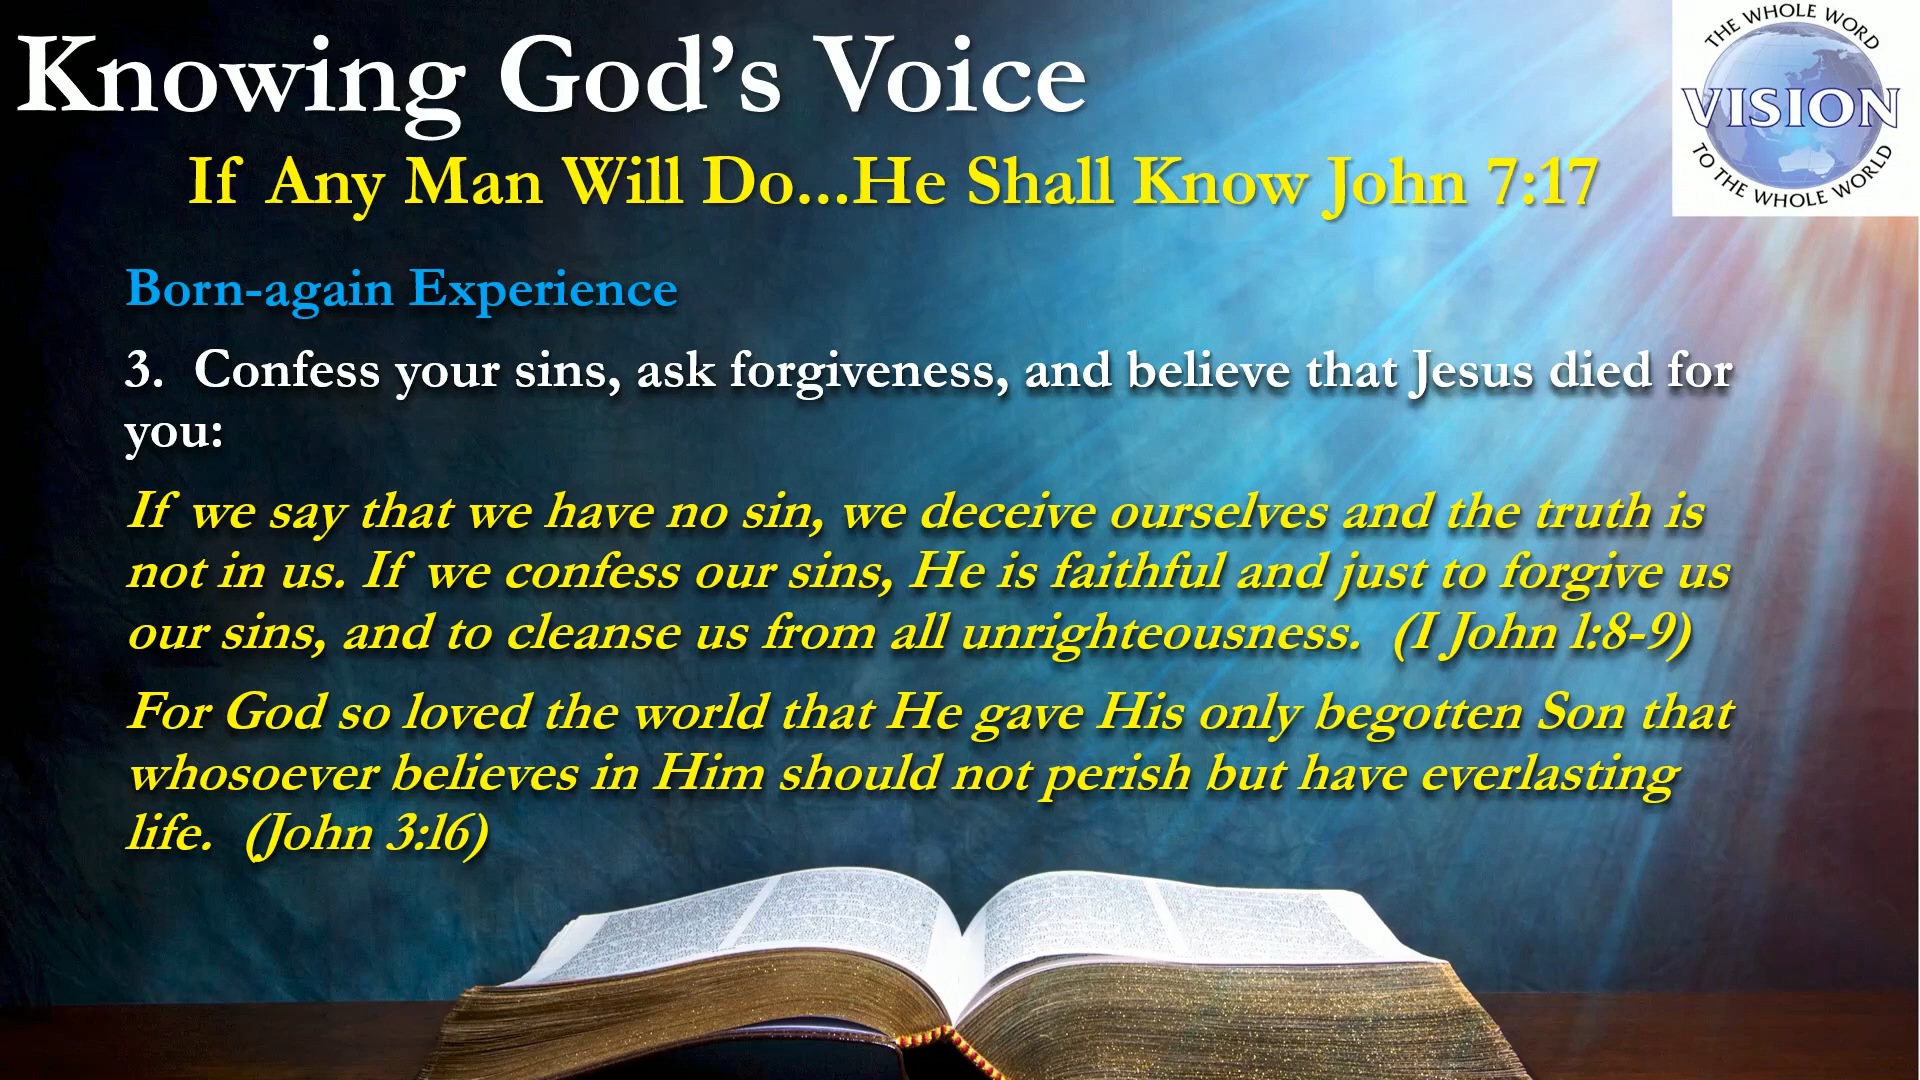 Knowing God’s Voice
THE WHOLE WORD
VISION
TO THE WHOLE WORLD
If Any Man Will Do...He Shall Know John 7:17
Born-again Experience
3. Confess your sins, ask forgiveness, and believe that Jesus died for
you:
If we say that we have no sin, we deceive ourselves and the truth is
not in us. If we confess our sins, He is faithful and just to forgive us
our sins, and to cleanse us from all unrighteousness. (I John 1:8-9)
For God so loved the world that He gave His only begotten Son that
whosoever believes in Him should not perish but have everlasting
life. (John 3:16)